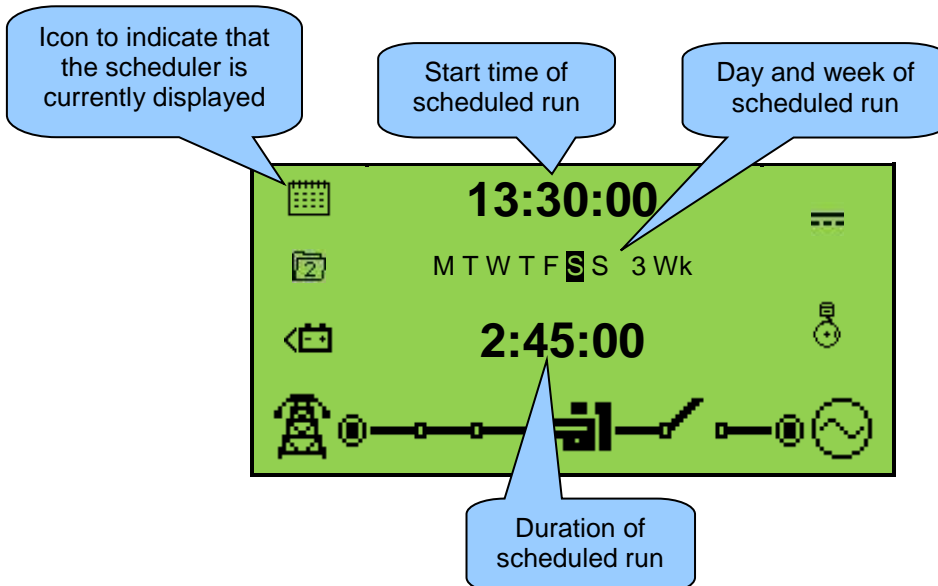 Icon to indicate that
the scheduler is
currently displayed
Start time of
scheduled run
Day and week of
scheduled run
13:30:00
M T W T F S S 3 Wk
2
2:45:00
Duration of
scheduled run